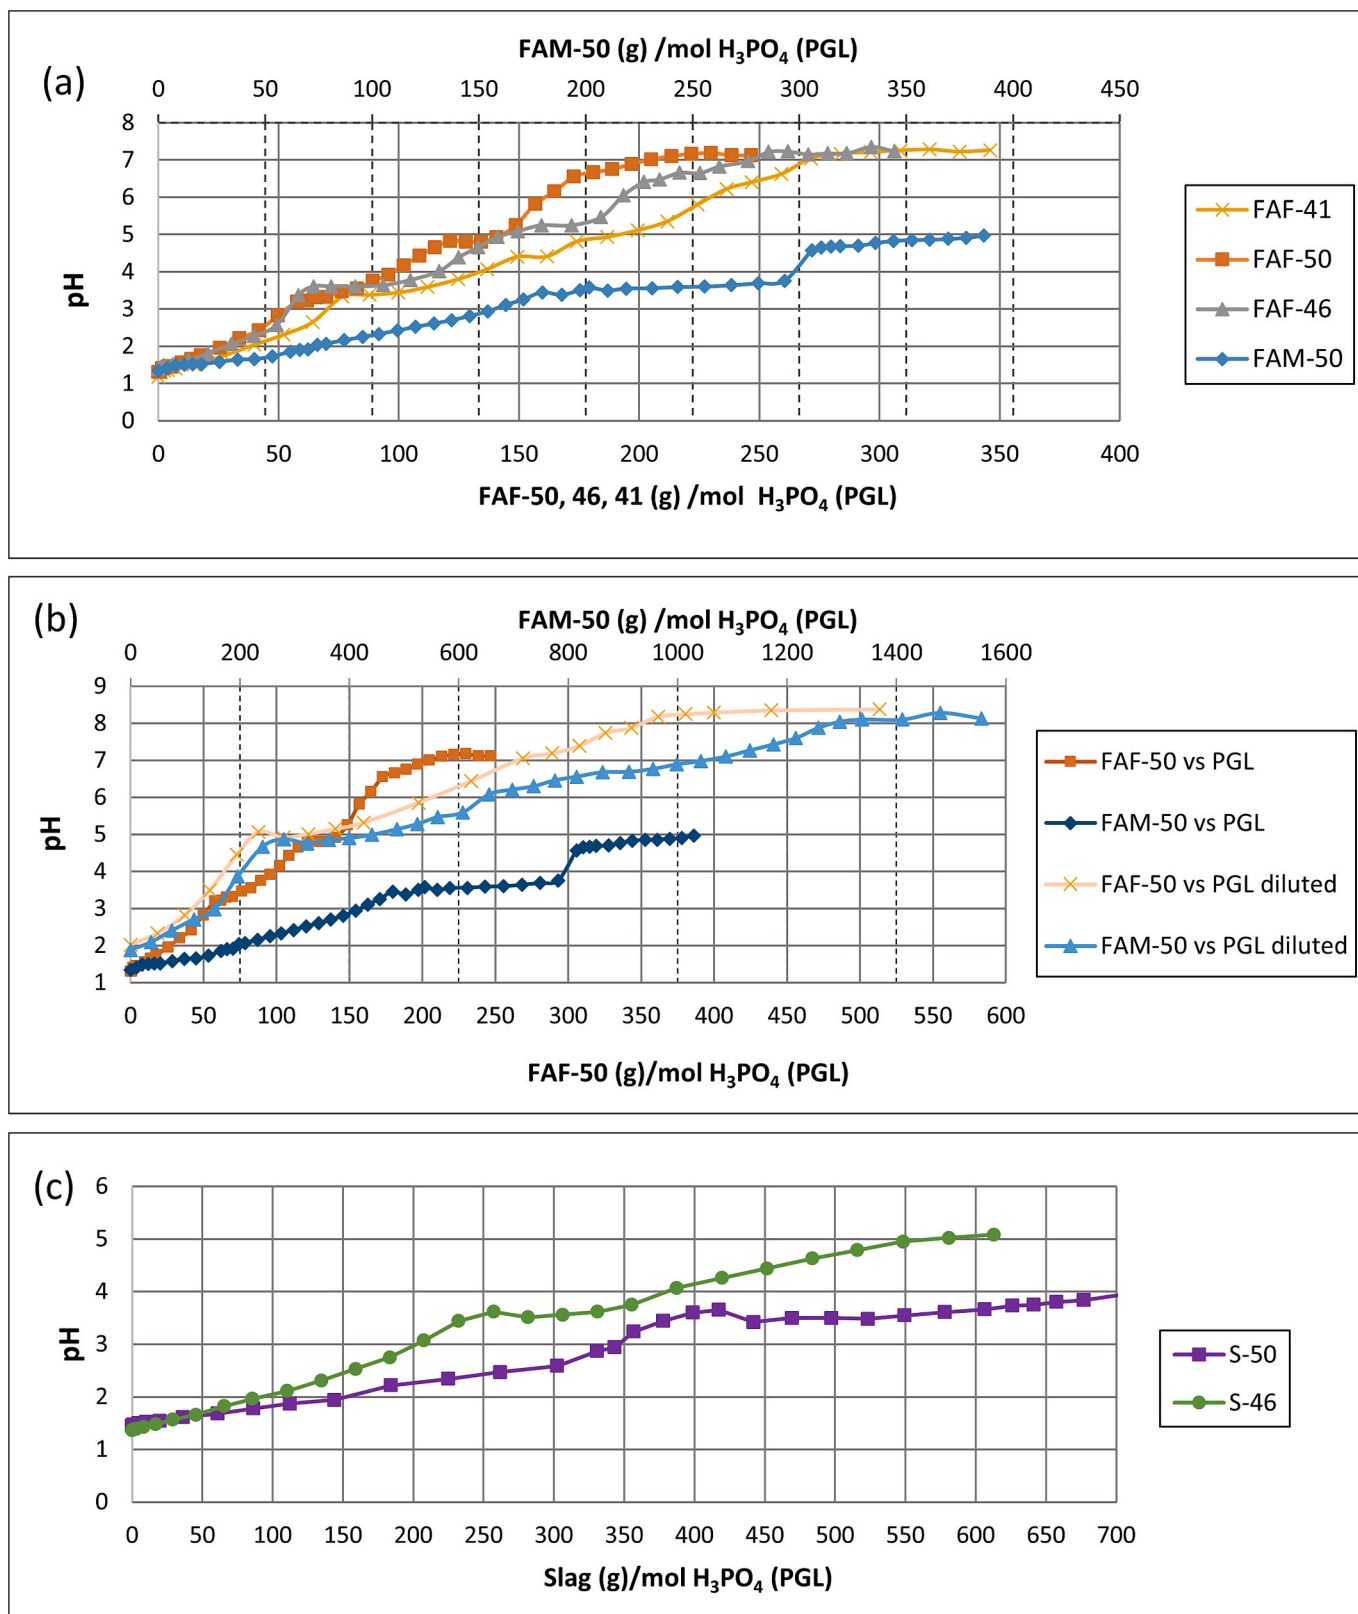 (a)
FAM-50 (g) /mol H₃PO₄ (PGL)
0 50 100 150 200 250 300 350 400 450
8
7
6
5
4
3
2
1
0
pH
0 50 100 150 200 250 300 350 400
FAF-50, 46, 41 (g) /mol H₃PO₄ (PGL)
FAF-41
FAF-50
FAF-46
FAM-50
(b)
FAM-50 (g) /mol H₃PO₄ (PGL)
0 200 400 600 800 1000 1200 1400 1600
9
8
7
6
5
4
3
2
1
pH
0 50 100 150 200 250 300 350 400 450 500 550 600
FAF-50 (g)/mol H₃PO₄ (PGL)
FAF-50 vs PGL
FAM-50 vs PGL
FAF-50 vs PGL diluted
FAM-50 vs PGL diluted
(c)
6
5
4
3
2
1
0
pH
0 50 100 150 200 250 300 350 400 450 500 550 600 650 700
Slag (g)/mol H₃PO₄ (PGL)
S-50
S-46